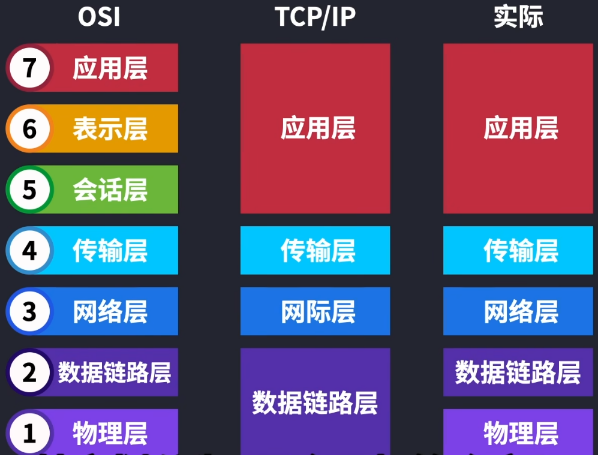 OSI TCP/IP 实际
7 应用层 应用层 应用层
6 表示层
5 会话层
4 传输层 传输层 传输层
3 网络层 网际层 网络层
2 数据链路层 数据链路层 数据链路层
1 物理层 物理层